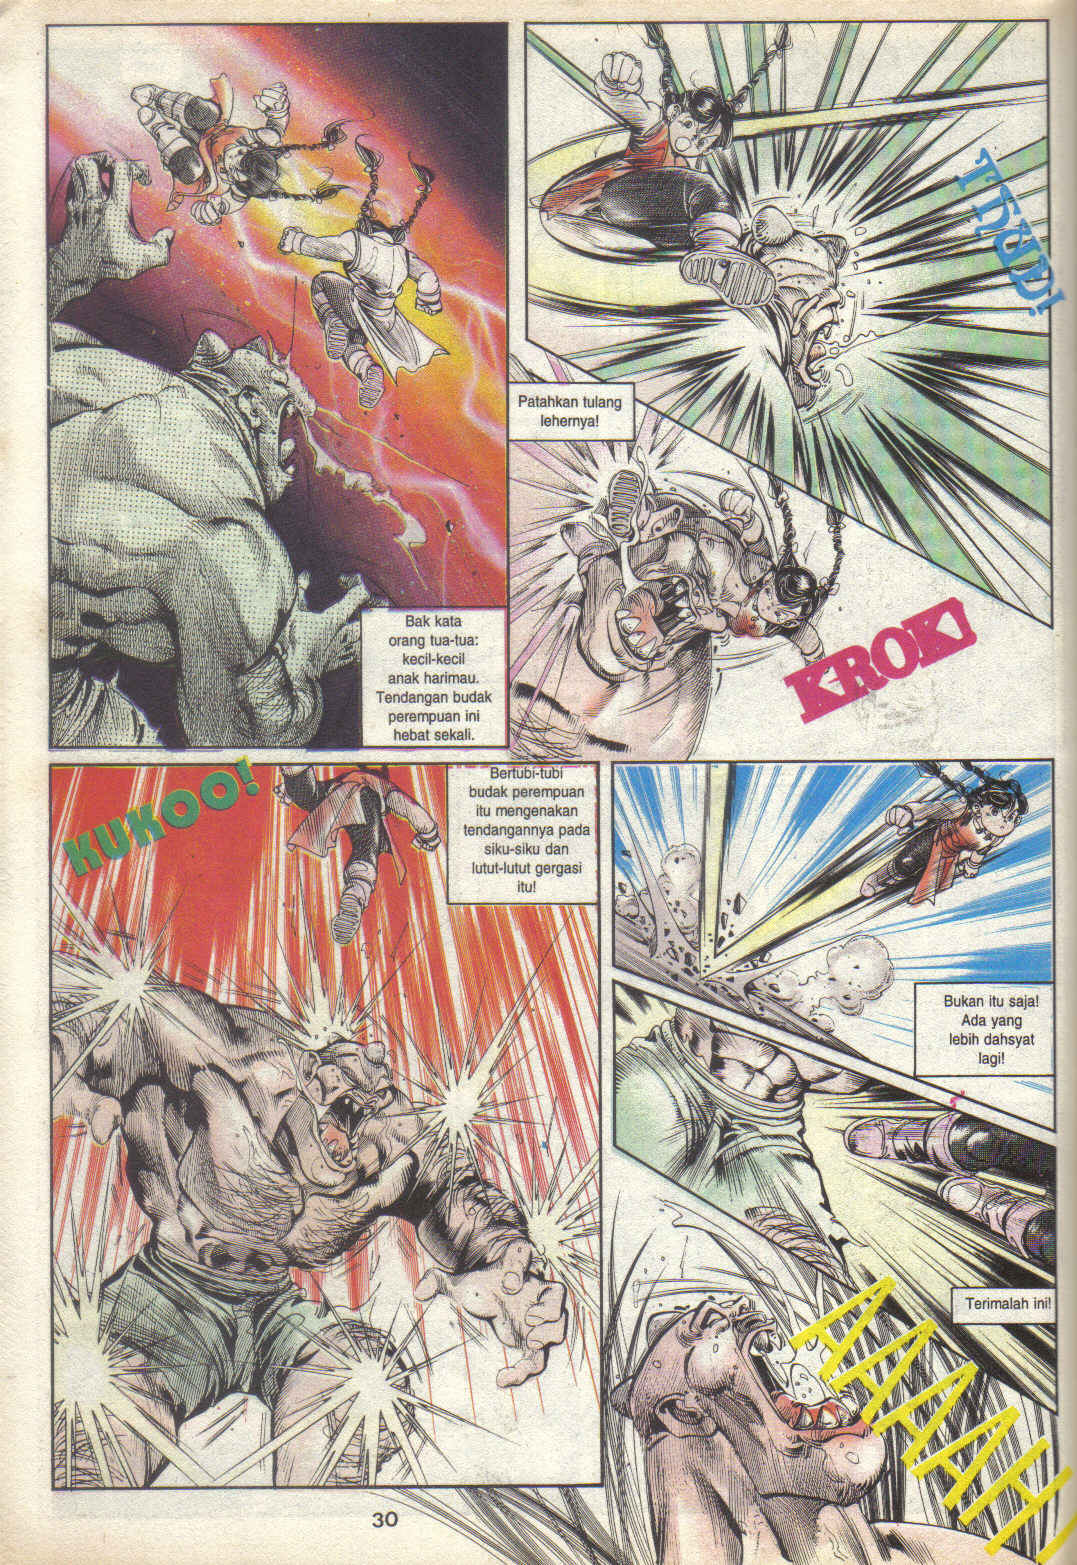 Bak kata
orang tua-tua:
kecil-kecil
anak harimau.
Tendangan budak
perempuan ini
hebat sekali.
THUD!
Patahkan tulang
lehernya!
KROK!
KUKOO!
Bertubi-tubi
budak perempuan
itu mengenakan
tendangannya pada
siku-siku dan
lutut-lutut gergasi
itu!
Bukan itu saja!
Ada yang
lebih dahsyat
lagi!
Terimalah ini!
AAAAAH
30